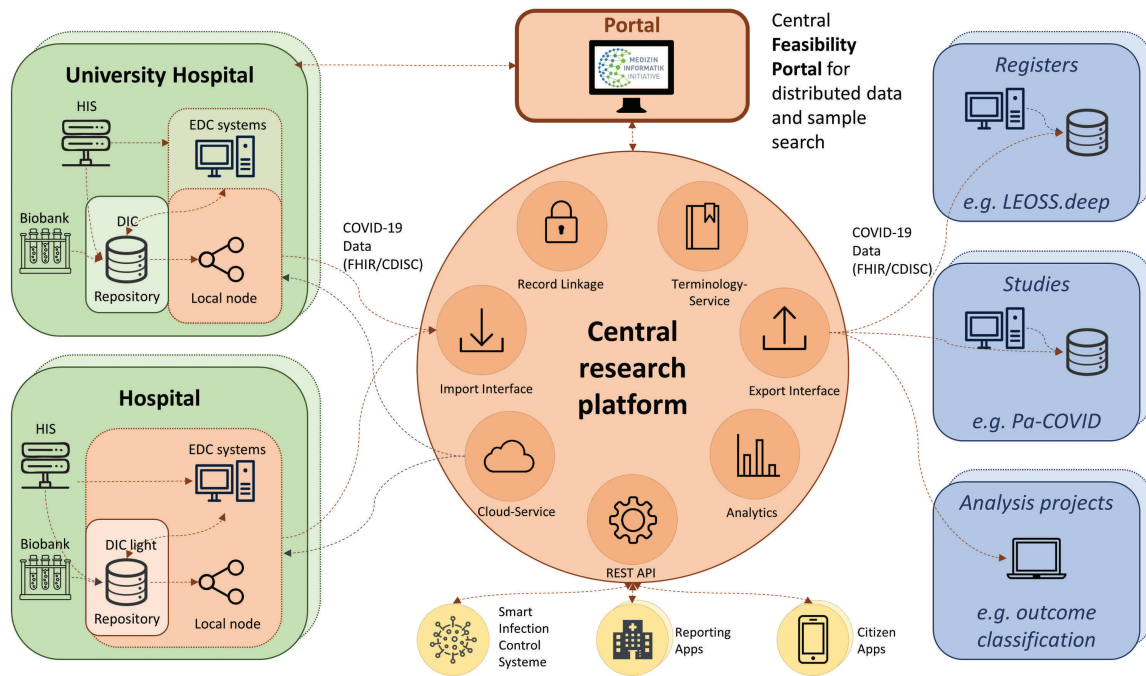 University Hospital
HIS
EDC systems
Biobank
DIC
Repository
Local node
Hospital
HIS
EDC systems
Biobank
DIC light
Repository
Local node
COVID-19
Data
(FHIR/CDISC)
Portal
MEDIZIN
INFORMATIK
INITIATIVE
Central
Feasibility
Portal for
distributed data
and sample
search
Record Linkage
Terminology-
Service
Import Interface
Central
research
platform
Export Interface
Cloud-Service
Analytics
REST API
Smart
Infection
Control
Systeme
Reporting
Apps
Citizen
Apps
COVID-19
Data
(FHIR/CDISC)
Registers
e.g. LEOSS.deep
Studies
e.g. Pa-COVID
Analysis projects
e.g. outcome
classification